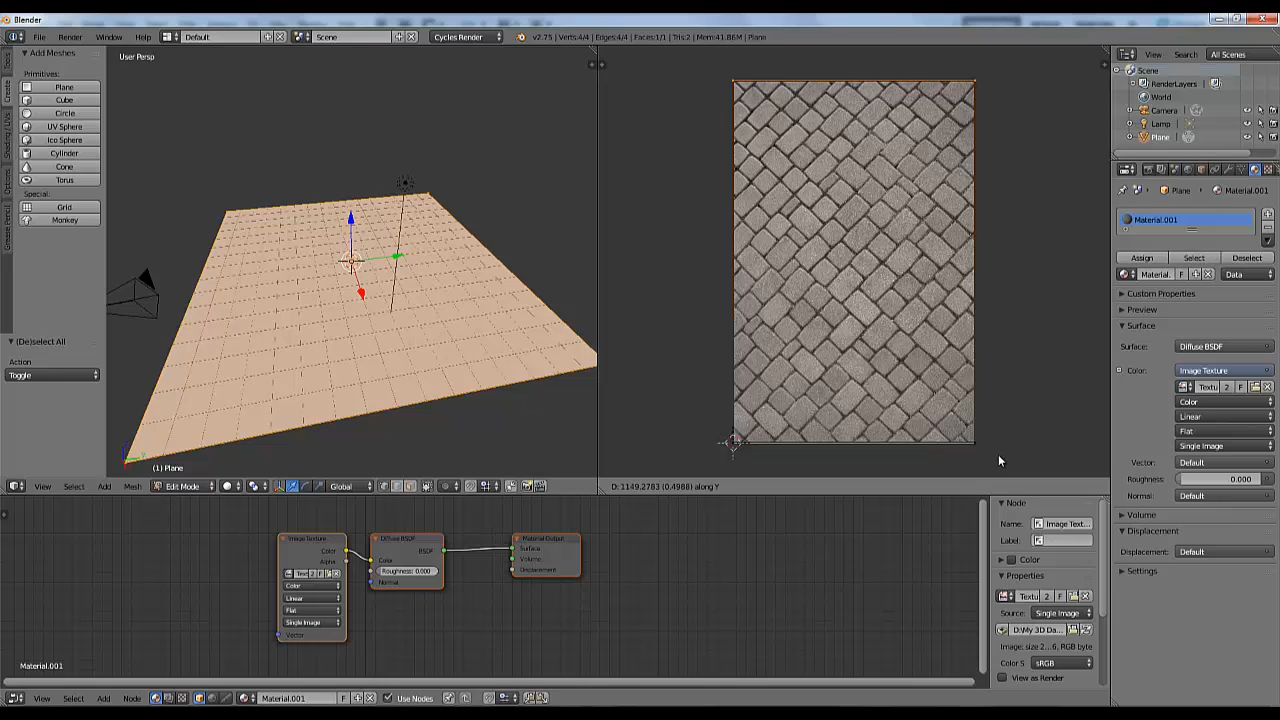 Blender
File Render Window Help Default Scene Cycles Render v2.75 | Verts:4/4 | Edges:4/4 | Faces:1/1 | Tris:2 | Mem:41.86M | Plane
Add Meshes
Primitives:
Plane
Cube
Circle
UV Sphere
Ico Sphere
Cylinder
Cone
Torus
Special:
Grid
Monkey
Tools
Create
Shading / UVs
Options
Grease Pencil
(De)select All
Action
Toggle
User Persp
(1) Plane
View Select Add Mesh Edit Mode Global
D: 1149.2783 (0.4988) along Y
Image Texture
Color
Alpha
Color
Linear
Flat
Single Image
Vector
Diffuse BSDF
BSDF
Color
Roughness: 0.000
Normal
Material Output
Surface
Volume
Displacement
Material.001
View Select Add Node Material.001 F Use Nodes
Node
Name: Image Text...
Label:
Color
Properties
Textu 2 F
Source: Single Image
D:\My 3D Da...
Image: size 2...6, RGB byte
Color S sRGB
View as Render
View Search All Scenes
Scene
RenderLayers
World
Camera
Lamp
Plane
Plane Material.001
Material.001
Assign Select Deselect
Material. F Data
Custom Properties
Preview
Surface
Surface: Diffuse BSDF
Color: Image Texture
Textu 2 F
Color
Linear
Flat
Single Image
Vector: Default
Roughness: 0.000
Normal: Default
Volume
Displacement
Displacement: Default
Settings